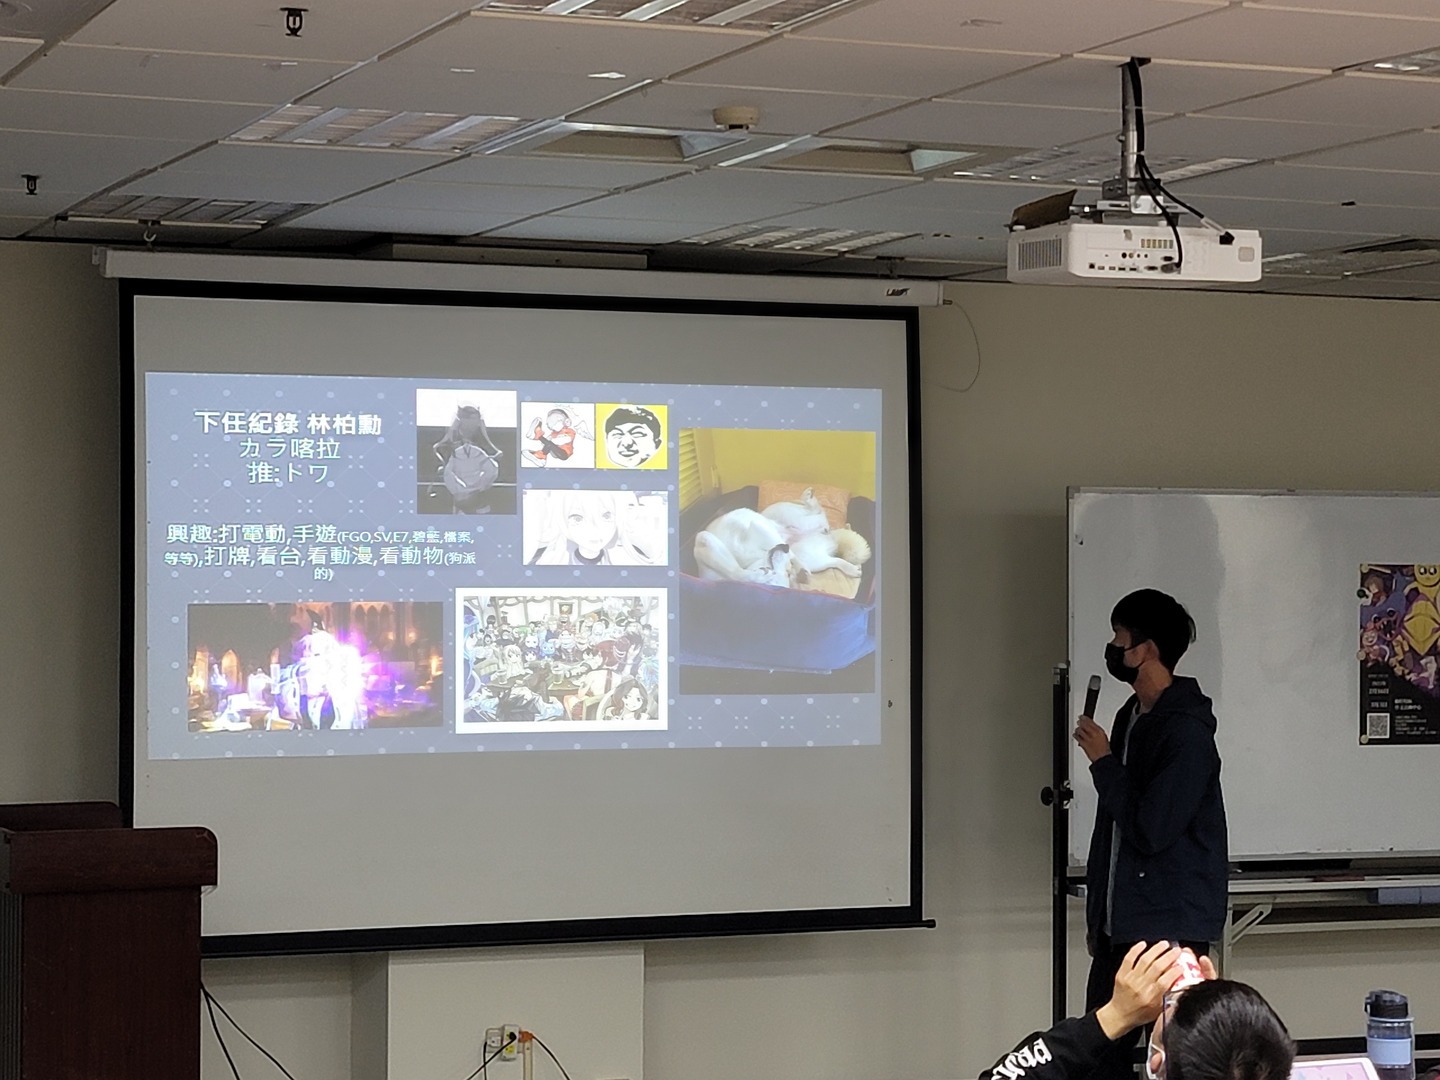 下任紀錄 林柏勳
カラ喀拉
推:トワ
興趣:打電動,手遊(FGO,SV,E7,碧藍,檔案,
等等),打牌,看台,看動漫,看動物(狗派
的)